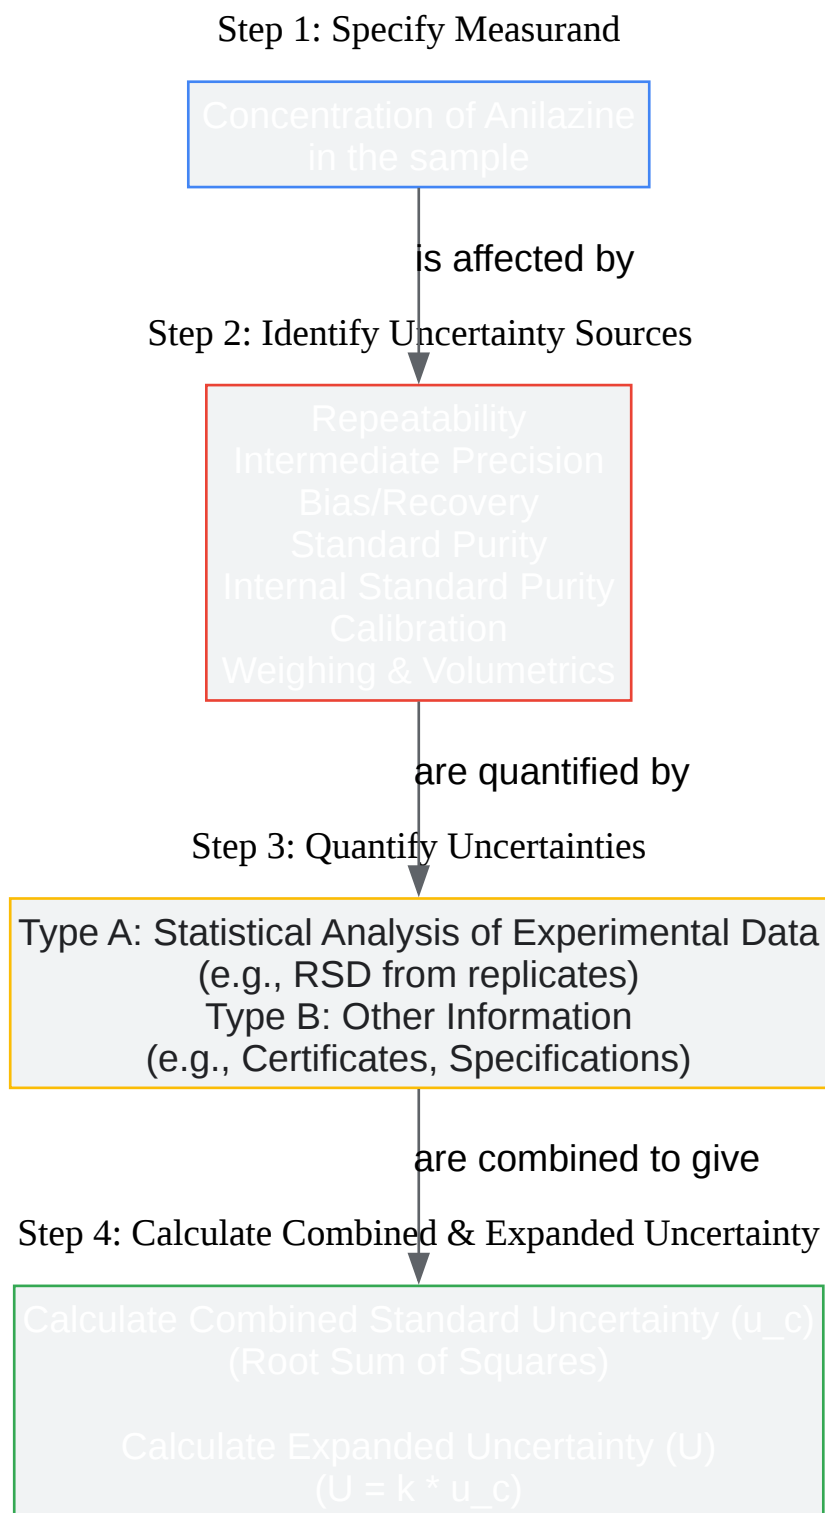 Step 1: Specify Measurand
Concentration of Anilazine
in the sample
is affected by
Step 2: Identify Uncertainty Sources
Repeatability
Intermediate Precision
Bias/Recovery
Standard Purity
Internal Standard Purity
Calibration
Weighing & Volumetrics
are quantified by
Step 3: Quantify Uncertainties
Type A: Statistical Analysis of Experimental Data
(e.g., RSD from replicates)
Type B: Other Information
(e.g., Certificates, Specifications)
are combined to give
Step 4: Calculate Combined & Expanded Uncertainty
Calculate Combined Standard Uncertainty (u_c)
(Root Sum of Squares)
Calculate Expanded Uncertainty (U)
(U = k * u_c)